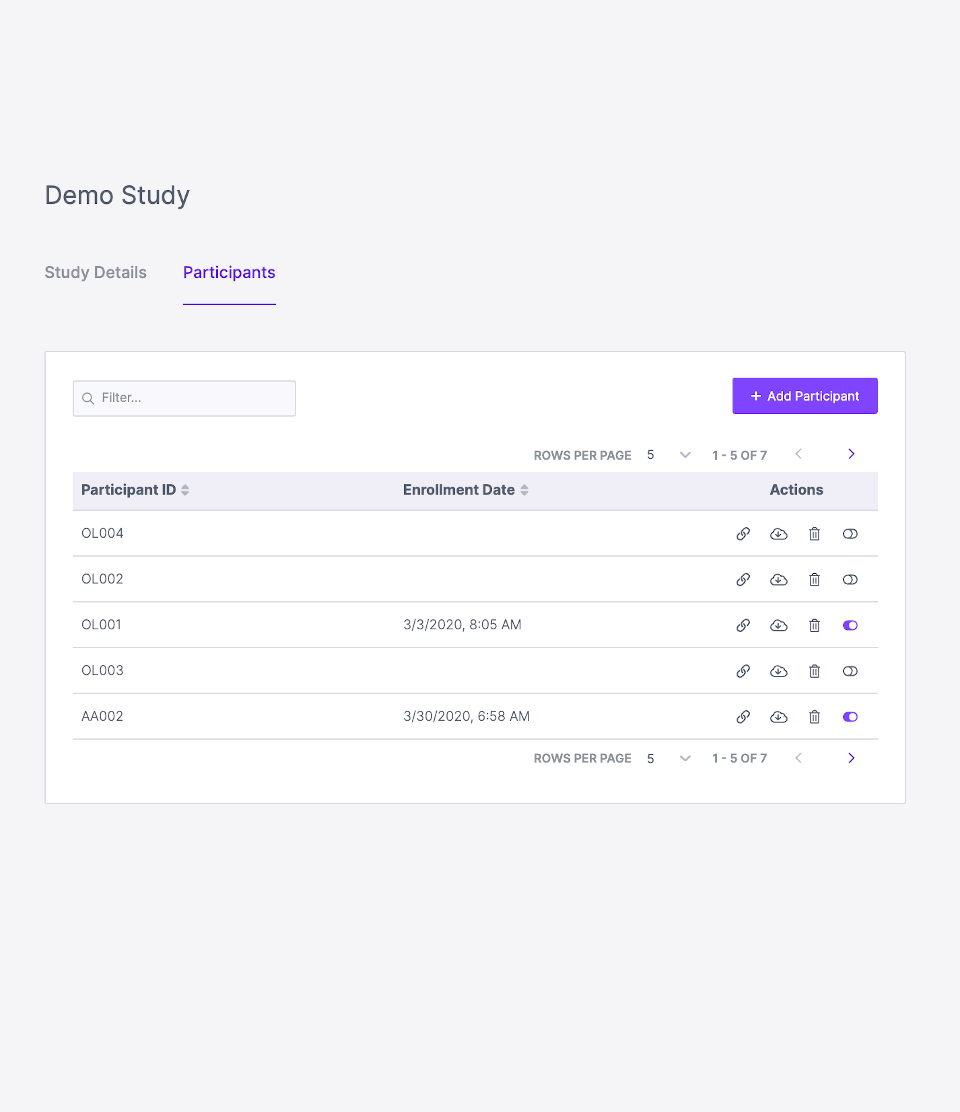 Demo Study
Study Details Participants
Filter...
+ Add Participant
ROWS PER PAGE 5 1 - 5 OF 7
Participant ID Enrollment Date Actions
OL004
OL002
OL001 3/3/2020, 8:05 AM
OL003
AA002 3/30/2020, 6:58 AM
ROWS PER PAGE 5 1 - 5 OF 7